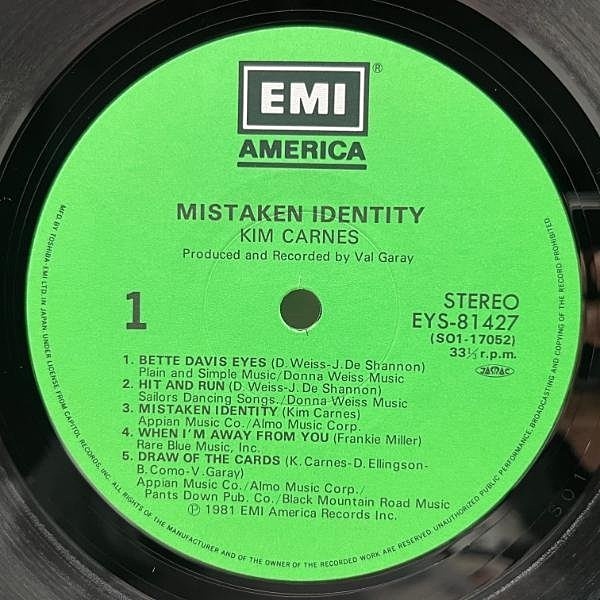 EMI
®
AMERICA
MISTAKEN IDENTITY
KIM CARNES
Produced and Recorded by Val Garay
1
STEREO
EYS-81427
(SO1-17052)
33⅓ r.p.m.
JASRAC
1. BETTE DAVIS EYES (D. Weiss-J. De Shannon)
Plain and Simple Music/Donna Weiss Music
2. HIT AND RUN (D. Weiss-J. De Shannon)
Sailors Dancing Songs./Donna-Weiss Music
3. MISTAKEN IDENTITY (Kim Carnes)
Appian Music Co./Almo Music Corp.
4. WHEN I'M AWAY FROM YOU (Frankie Miller)
Rare Blue Music, Inc.
5. DRAW OF THE CARDS (K. Carnes-D. Ellingson-
B. Como-V. Garay)
Appian Music Co./Almo Music Corp./
Pants Down Pub. Co./Black Mountain Road Music
Ⓟ 1981 EMI America Records Inc.
MFD. BY TOSHIBA-EMI LTD. IN JAPAN UNDER LICENSE FROM CAPITOL RECORDS, INC. ALL RIGHTS OF THE MANUFACTURER AND OF THE OWNER OF THE RECORDED WORK ARE RESERVED. UNAUTHORIZED PUBLIC PERFORMANCE, BROADCASTING AND COPYING OF THE RECORD PROHIBITED.